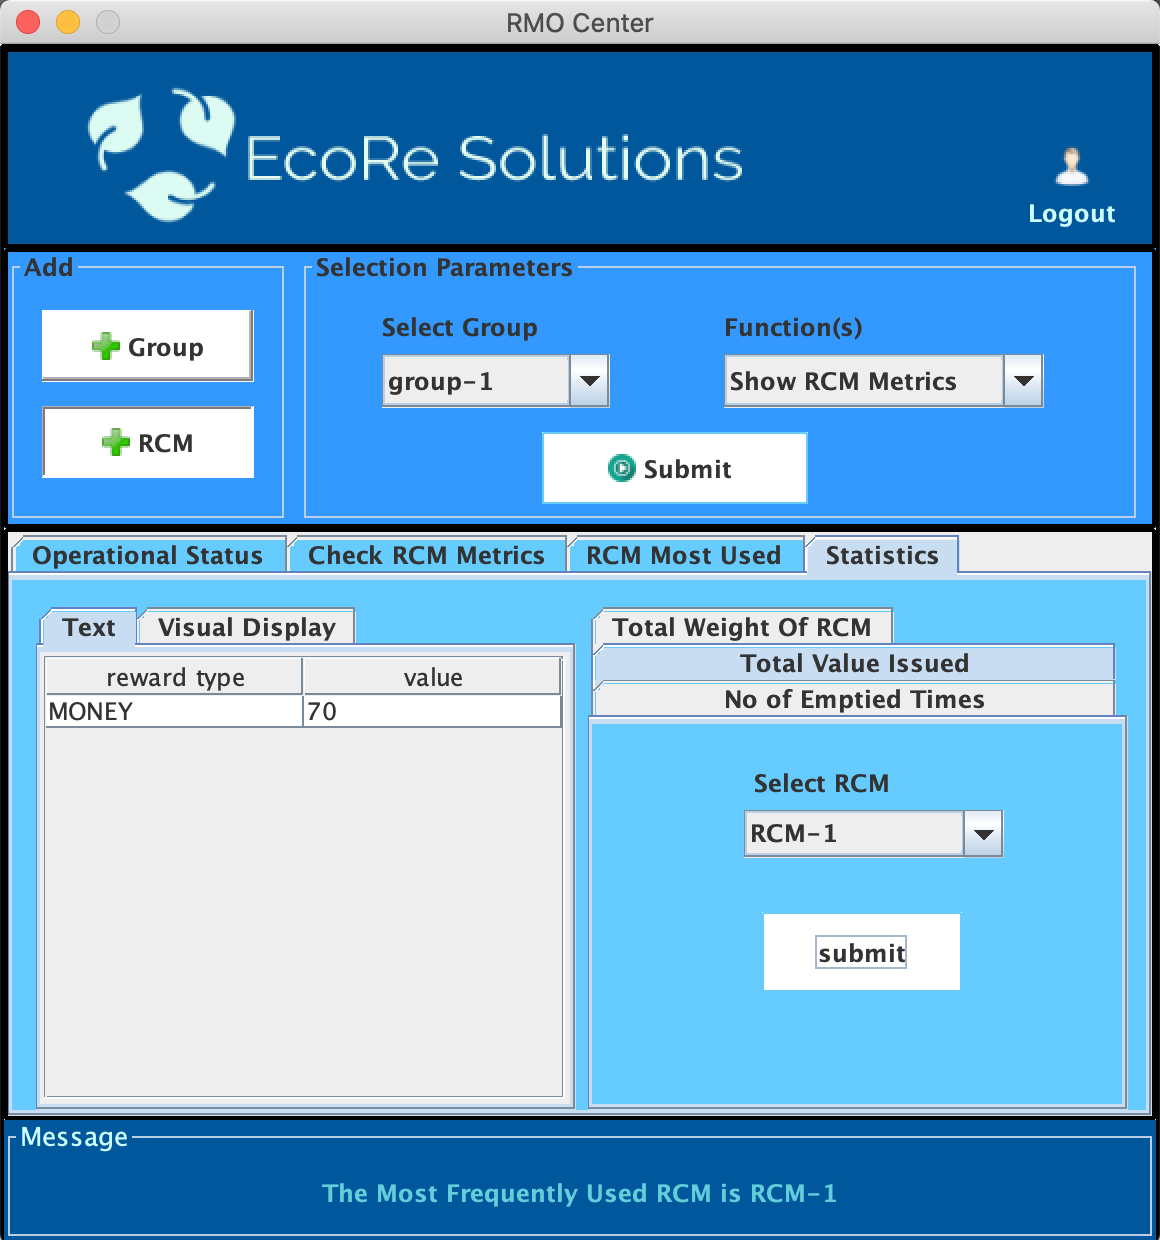 RMO Center
EcoRe Solutions
Logout
Add
Selection Parameters
Group
RCM
Select Group
Function(s)
group-1
Show RCM Metrics
Submit
Operational Status
Check RCM Metrics
RCM Most Used
Statistics
Text
Visual Display
reward type
value
MONEY
70
Total Weight Of RCM
Total Value Issued
No of Emptied Times
Select RCM
RCM-1
submit
Message
The Most Frequently Used RCM is RCM-1